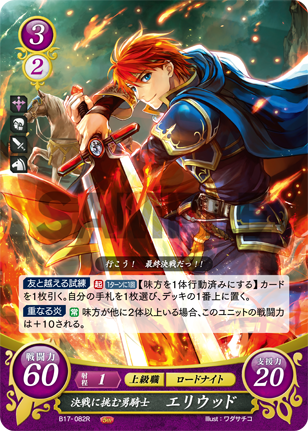 3
2
SAMPLE
行こう! 最終決戦だっ!!
友と越える試練 起 1ターンに1回 【味方を1体行動済みにする】カード
を1枚引く。自分の手札を1枚選び、デッキの1番上に置く。
重なる炎 常 味方が他に2体以上いる場合、このユニットの戦闘力
は+10される。
戦闘力 60
射程 1 上級職 ロードナイト
支援力 20
決戦に挑む勇騎士 エリウッド
B17-082R Illust:ワダサチコ